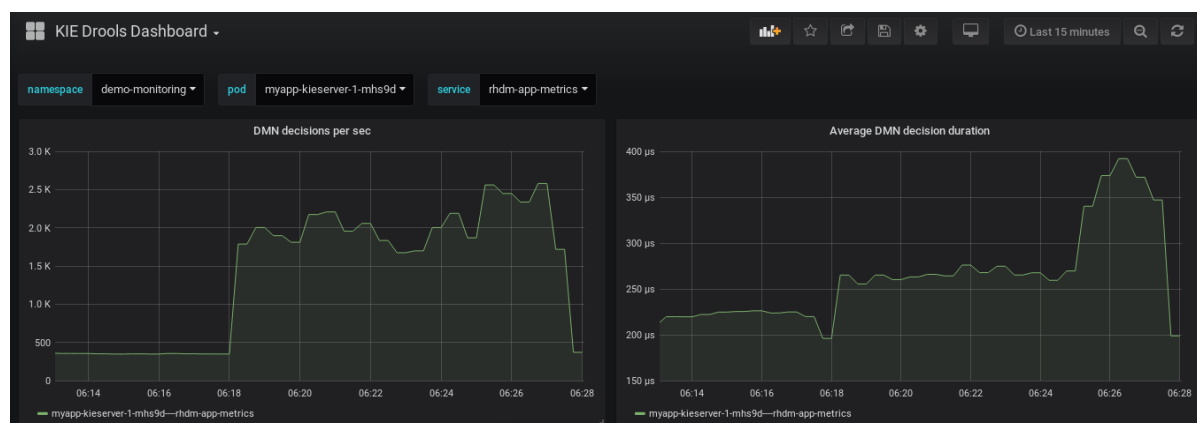 KIE Drools Dashboard
Last 15 minutes
namespace demo-monitoring pod myapp-kieserver-1-mhs9d service rhdm-app-metrics
DMN decisions per sec
3.0 K
2.5 K
2.0 K
1.5 K
1.0 K
500
0
06:14 06:16 06:18 06:20 06:22 06:24 06:26 06:28
myapp-kieserver-1-mhs9d—rhdm-app-metrics
Average DMN decision duration
400 µs
350 µs
300 µs
250 µs
200 µs
150 µs
06:14 06:16 06:18 06:20 06:22 06:24 06:26 06:28
myapp-kieserver-1-mhs9d—rhdm-app-metrics